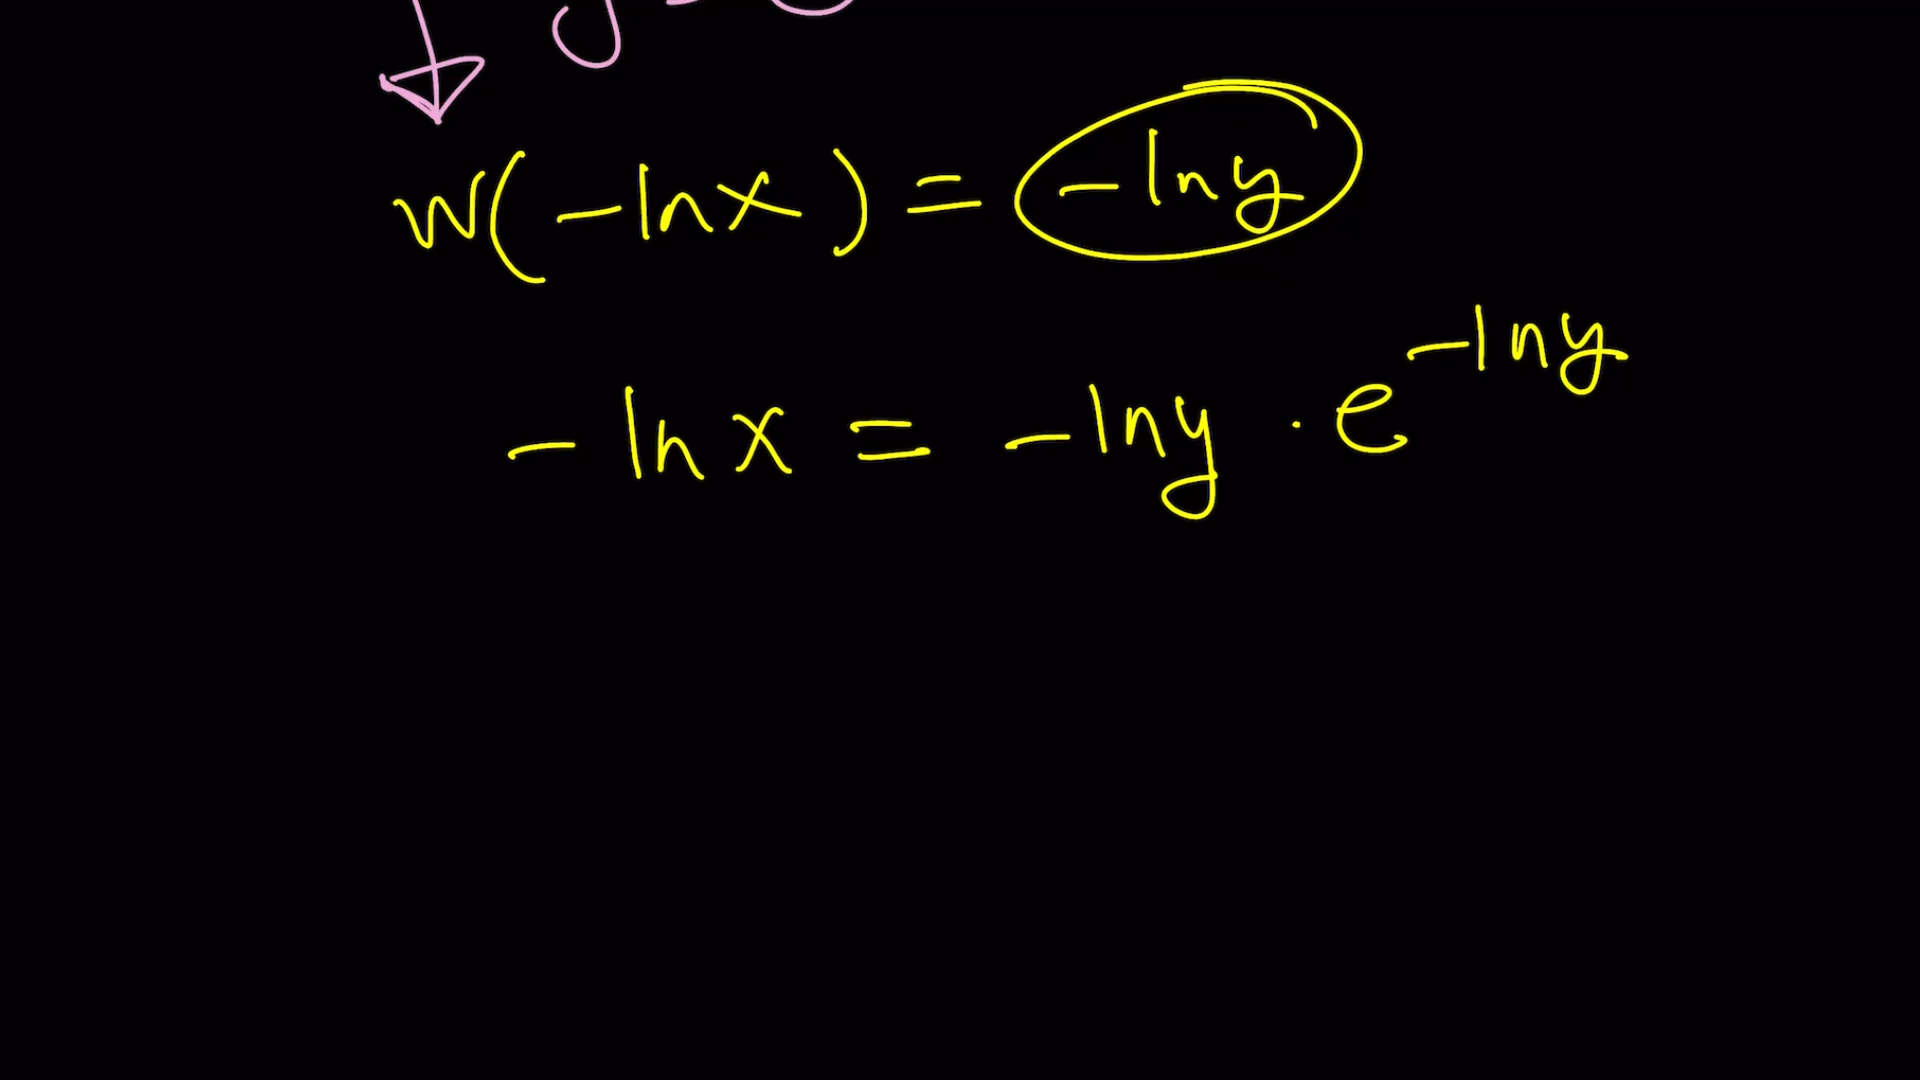 w(-lnx) = -lny
-lnx = -lny · e^{-lny}